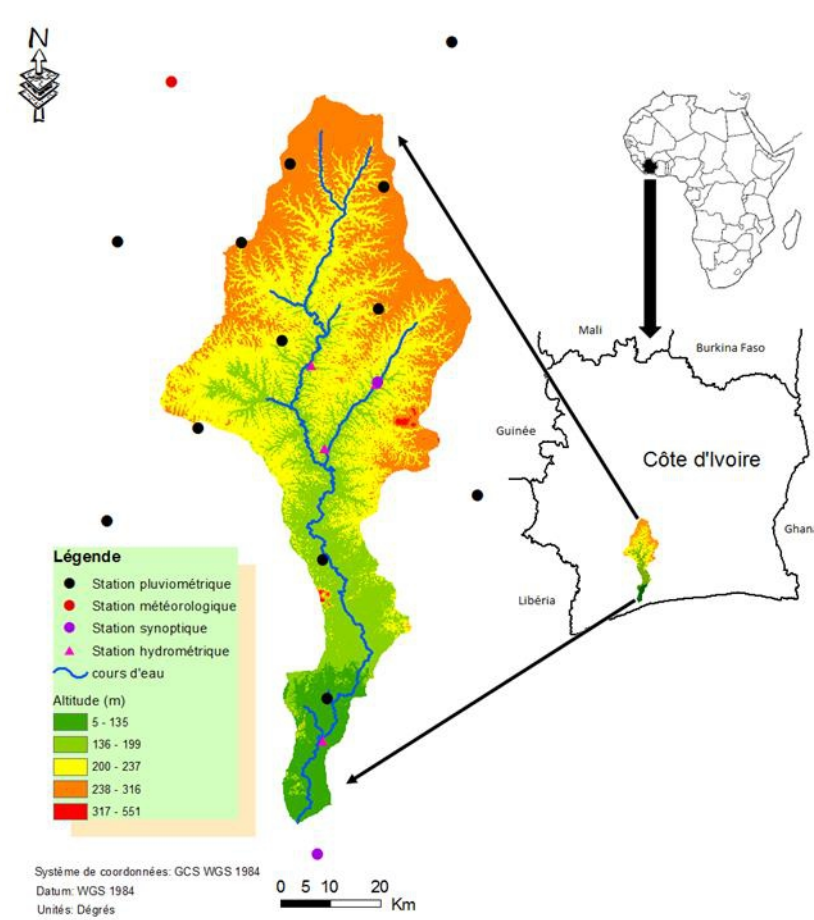 N
Mali
Burkina Faso
Guinée
Côte d'Ivoire
Ghana
Libéria
Légende
Station pluviométrique
Station météorologique
Station synoptique
Station hydrométrique
cours d'eau
Altitude (m)
5 - 135
136 - 199
200 - 237
238 - 316
317 - 551
Système de coordonnées: GCS WGS 1984
Datum: WGS 1984
Unités: Dégrés
0 5 10 20
Km